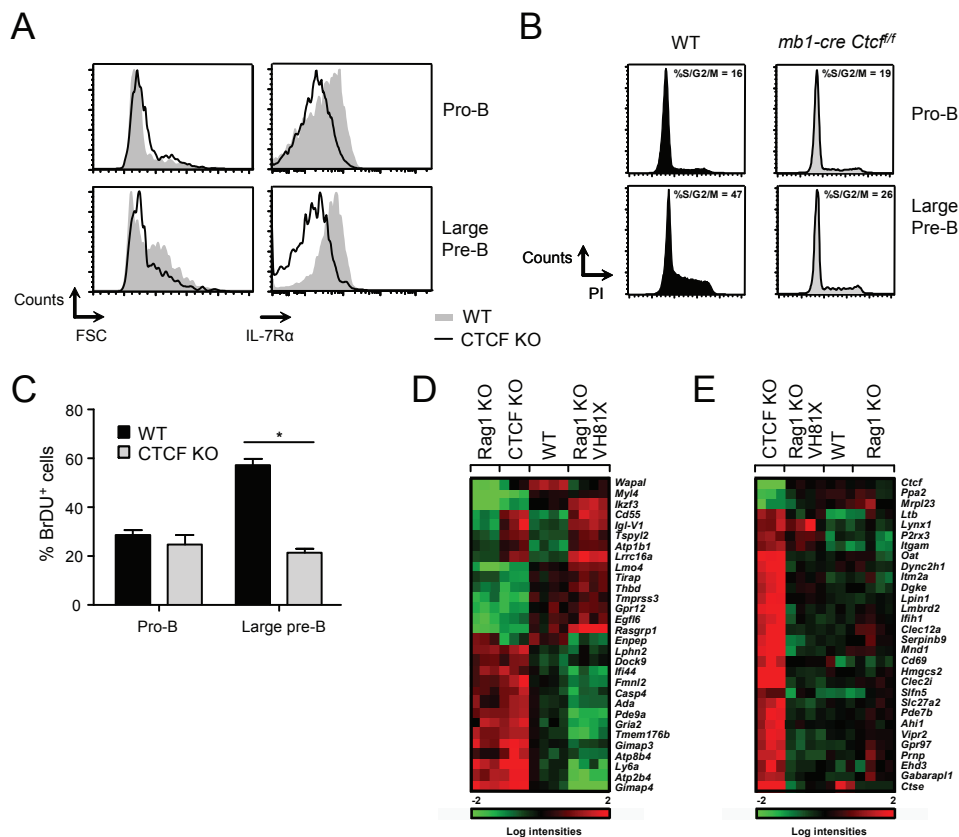 A
Pro-B
Large
Pre-B
Counts
FSC
IL-7Rα
WT
CTCF KO
B
WT
mb1-cre Ctcff/f
%S/G2/M = 16
%S/G2/M = 19
Pro-B
%S/G2/M = 47
%S/G2/M = 26
Large
Pre-B
Counts
PI
C
% BrDU+ cells
80
60
40
20
0
WT
CTCF KO
*
Pro-B
Large pre-B
D
Rag1 KO
CTCF KO
WT
Rag1 KO
VH81X
Wapal
Myl4
Ikzf3
Cd55
Igl-V1
Tspyl2
Atp1b1
Lrrc16a
Lmo4
Tirap
Thbd
Tmprss3
Gpr12
Egfl6
Rasgrp1
Enpep
Lphn2
Dock9
Ifi44
Fmnl2
Casp4
Ada
Pde9a
Gria2
Tmem176b
Gimap3
Atp8b4
Ly6a
Atp2b4
Gimap4
-2
2
Log intensities
E
CTCF KO
Rag1 KO
VH81X
WT
Rag1 KO
Ctcf
Ppa2
Mrpl23
Ltb
Lynx1
P2rx3
Itgam
Oat
Dync2h1
Itm2a
Dgke
Lpin1
Lmbrd2
Ifih1
Clec12a
Serpinb9
Mnd1
Cd69
Hmgcs2
Clec2i
Slfn5
Slc27a2
Pde7b
Ahi1
Vipr2
Gpr97
Prnp
Ehd3
Gabarapl1
Ctse
-2
2
Log intensities